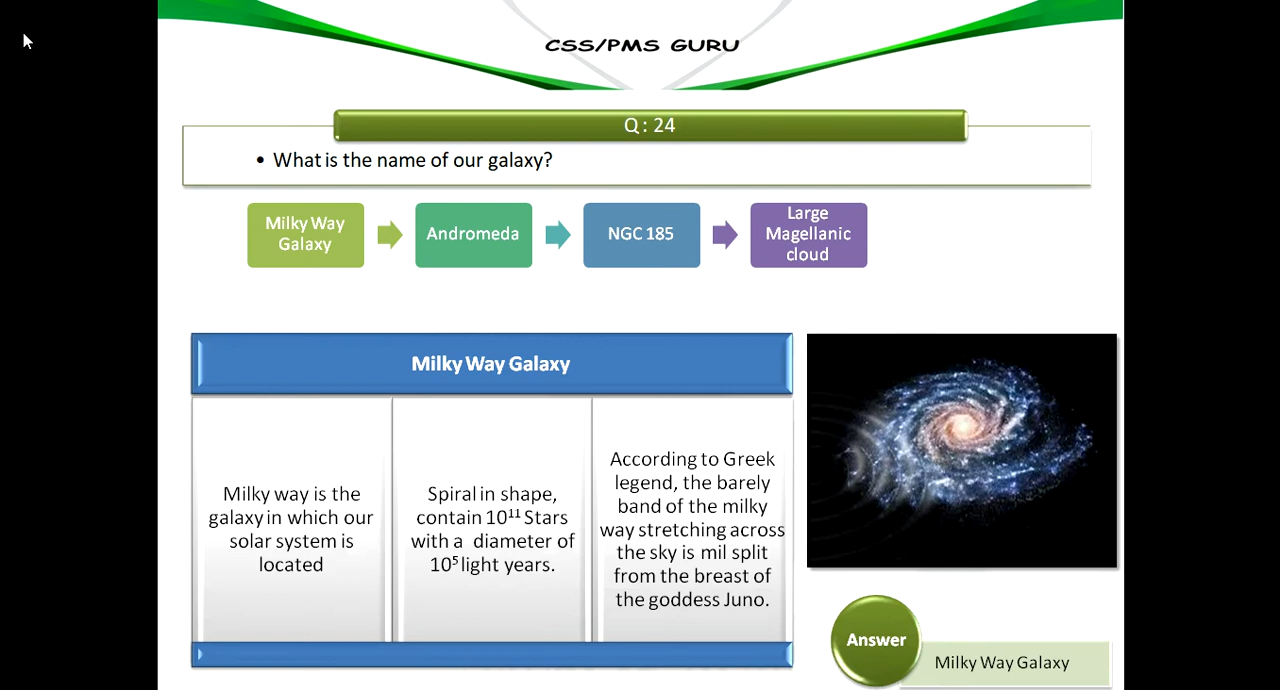 CSS/PMS GURU
Q : 24
• What is the name of our galaxy?
Milky Way
Galaxy
Andromeda
NGC 185
Large
Magellanic
cloud
Milky Way Galaxy
Milky way is the
galaxy in which our
solar system is
located
Spiral in shape,
contain 10¹¹ Stars
with a diameter of
10⁵ light years.
According to Greek
legend, the barely
band of the milky
way stretching across
the sky is mil split
from the breast of
the goddess Juno.
Answer
Milky Way Galaxy